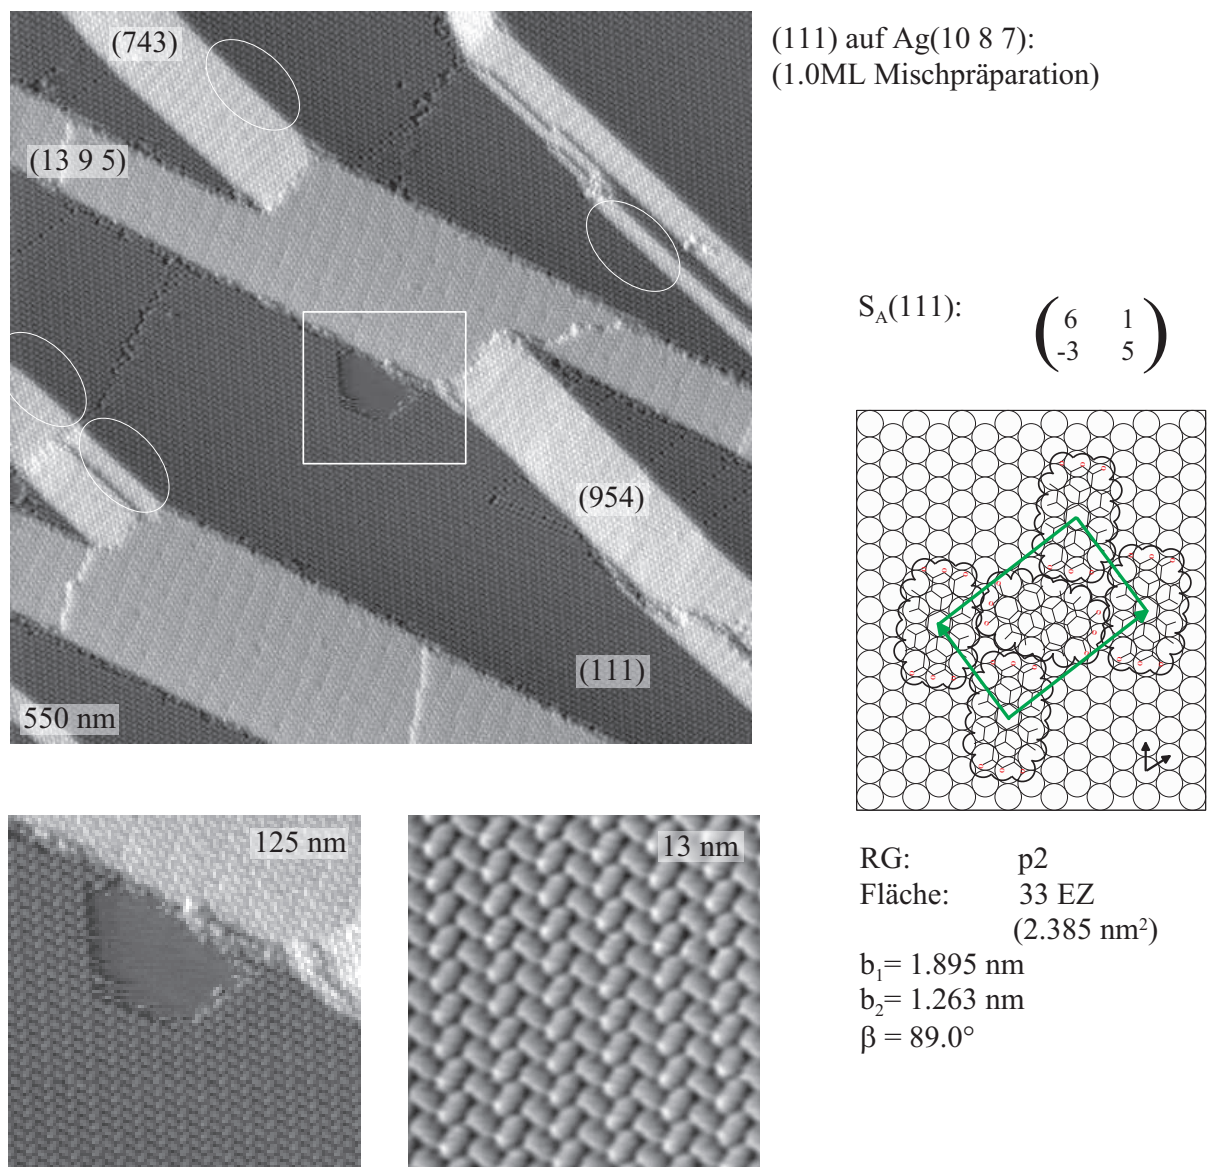 (743)
(111) auf Ag(10 8 7):
(1.0ML Mischpräparation)
(13 9 5)
S_A(111):
6 1
-3 5
(954)
(111)
550 nm
125 nm
13 nm
RG: p2
Fläche: 33 EZ
(2.385 nm²)
b₁= 1.895 nm
b₂= 1.263 nm
β = 89.0°